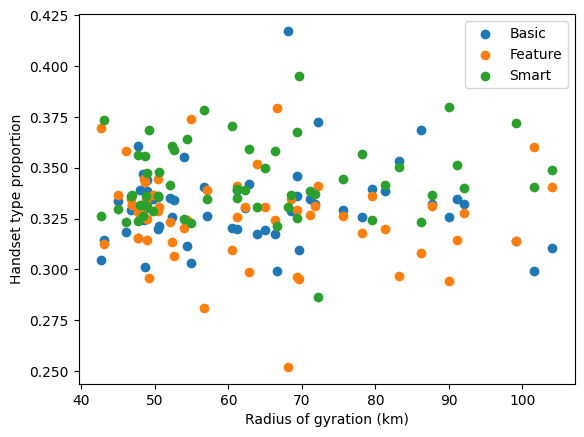 0.425
0.400
0.375
0.350
0.325
0.300
0.275
0.250
Handset type proportion
40 50 60 70 80 90 100
Radius of gyration (km)
Basic
Feature
Smart